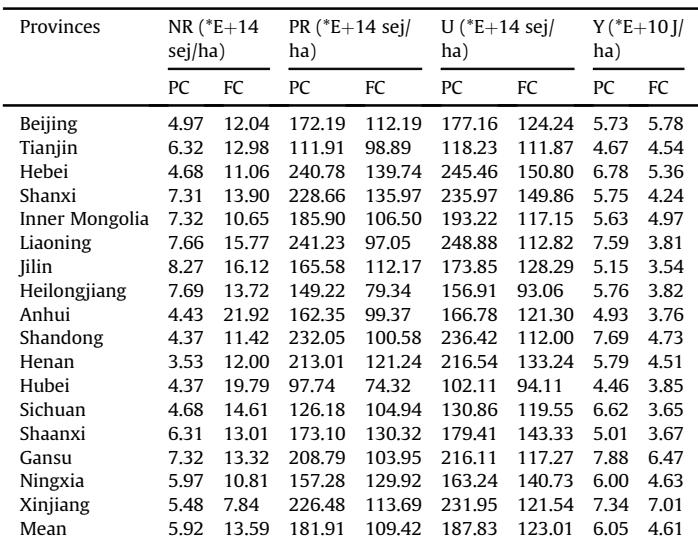 Provinces NR (*E+14 PR (*E+14 sej/ U (*E+14 sej/ Y (*E+10 J/
sej/ha) ha) ha) ha)
PC FC PC FC PC FC PC FC
Beijing 4.97 12.04 172.19 112.19 177.16 124.24 5.73 5.78
Tianjin 6.32 12.98 111.91 98.89 118.23 111.87 4.67 4.54
Hebei 4.68 11.06 240.78 139.74 245.46 150.80 6.78 5.36
Shanxi 7.31 13.90 228.66 135.97 235.97 149.86 5.75 4.24
Inner Mongolia 7.32 10.65 185.90 106.50 193.22 117.15 5.63 4.97
Liaoning 7.66 15.77 241.23 97.05 248.88 112.82 7.59 3.81
Jilin 8.27 16.12 165.58 112.17 173.85 128.29 5.15 3.54
Heilongjiang 7.69 13.72 149.22 79.34 156.91 93.06 5.76 3.82
Anhui 4.43 21.92 162.35 99.37 166.78 121.30 4.93 3.76
Shandong 4.37 11.42 232.05 100.58 236.42 112.00 7.69 4.73
Henan 3.53 12.00 213.01 121.24 216.54 133.24 5.79 4.51
Hubei 4.37 19.79 97.74 74.32 102.11 94.11 4.46 3.85
Sichuan 4.68 14.61 126.18 104.94 130.86 119.55 6.62 3.65
Shaanxi 6.31 13.01 173.10 130.32 179.41 143.33 5.01 3.67
Gansu 7.32 13.32 208.79 103.95 216.11 117.27 7.88 6.47
Ningxia 5.97 10.81 157.28 129.92 163.24 140.73 6.00 4.63
Xinjiang 5.48 7.84 226.48 113.69 231.95 121.54 7.34 7.01
Mean 5.92 13.59 181.91 109.42 187.83 123.01 6.05 4.61